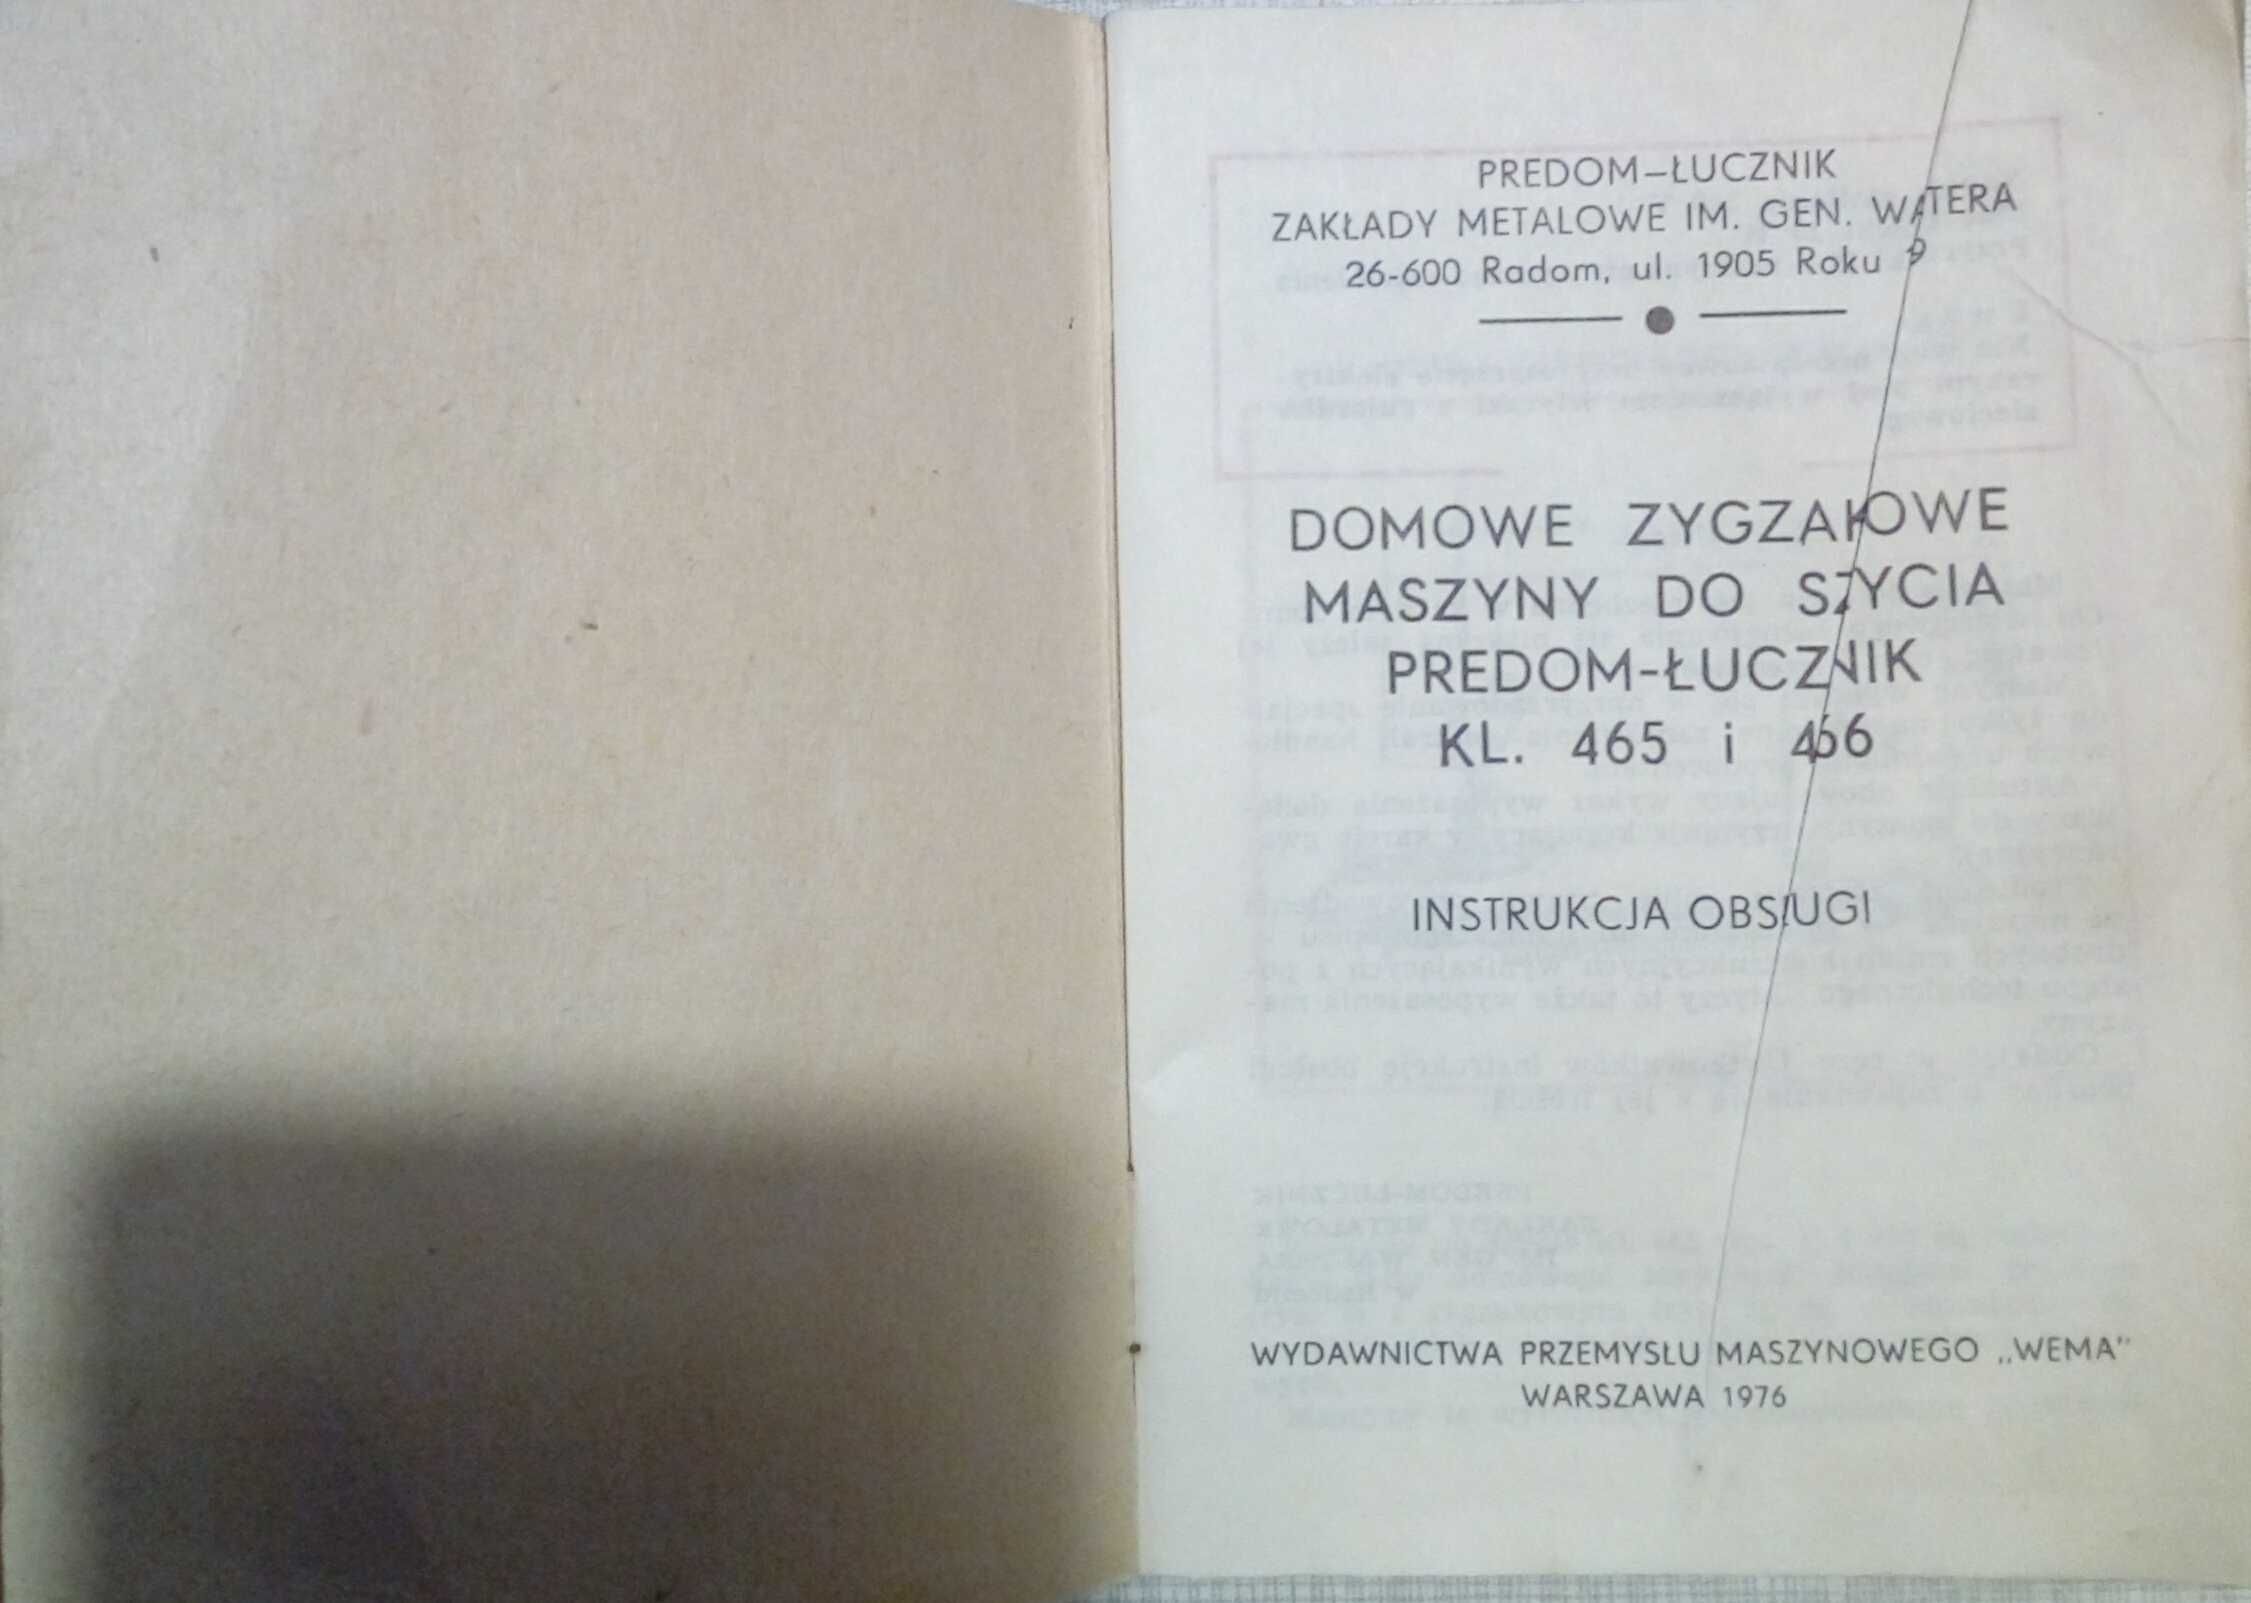 PREDOM–ŁUCZNIK
ZAKŁADY METALOWE IM. GEN. WATERA
26-600 Radom, ul. 1905 Roku 9
DOMOWE ZYGZAKOWE
MASZYNY DO SZYCIA
PREDOM-ŁUCZNIK
KL. 465 i 466
INSTRUKCJA OBSŁUGI
WYDAWNICTWA PRZEMYSŁU MASZYNOWEGO „WEMA"
WARSZAWA 1976